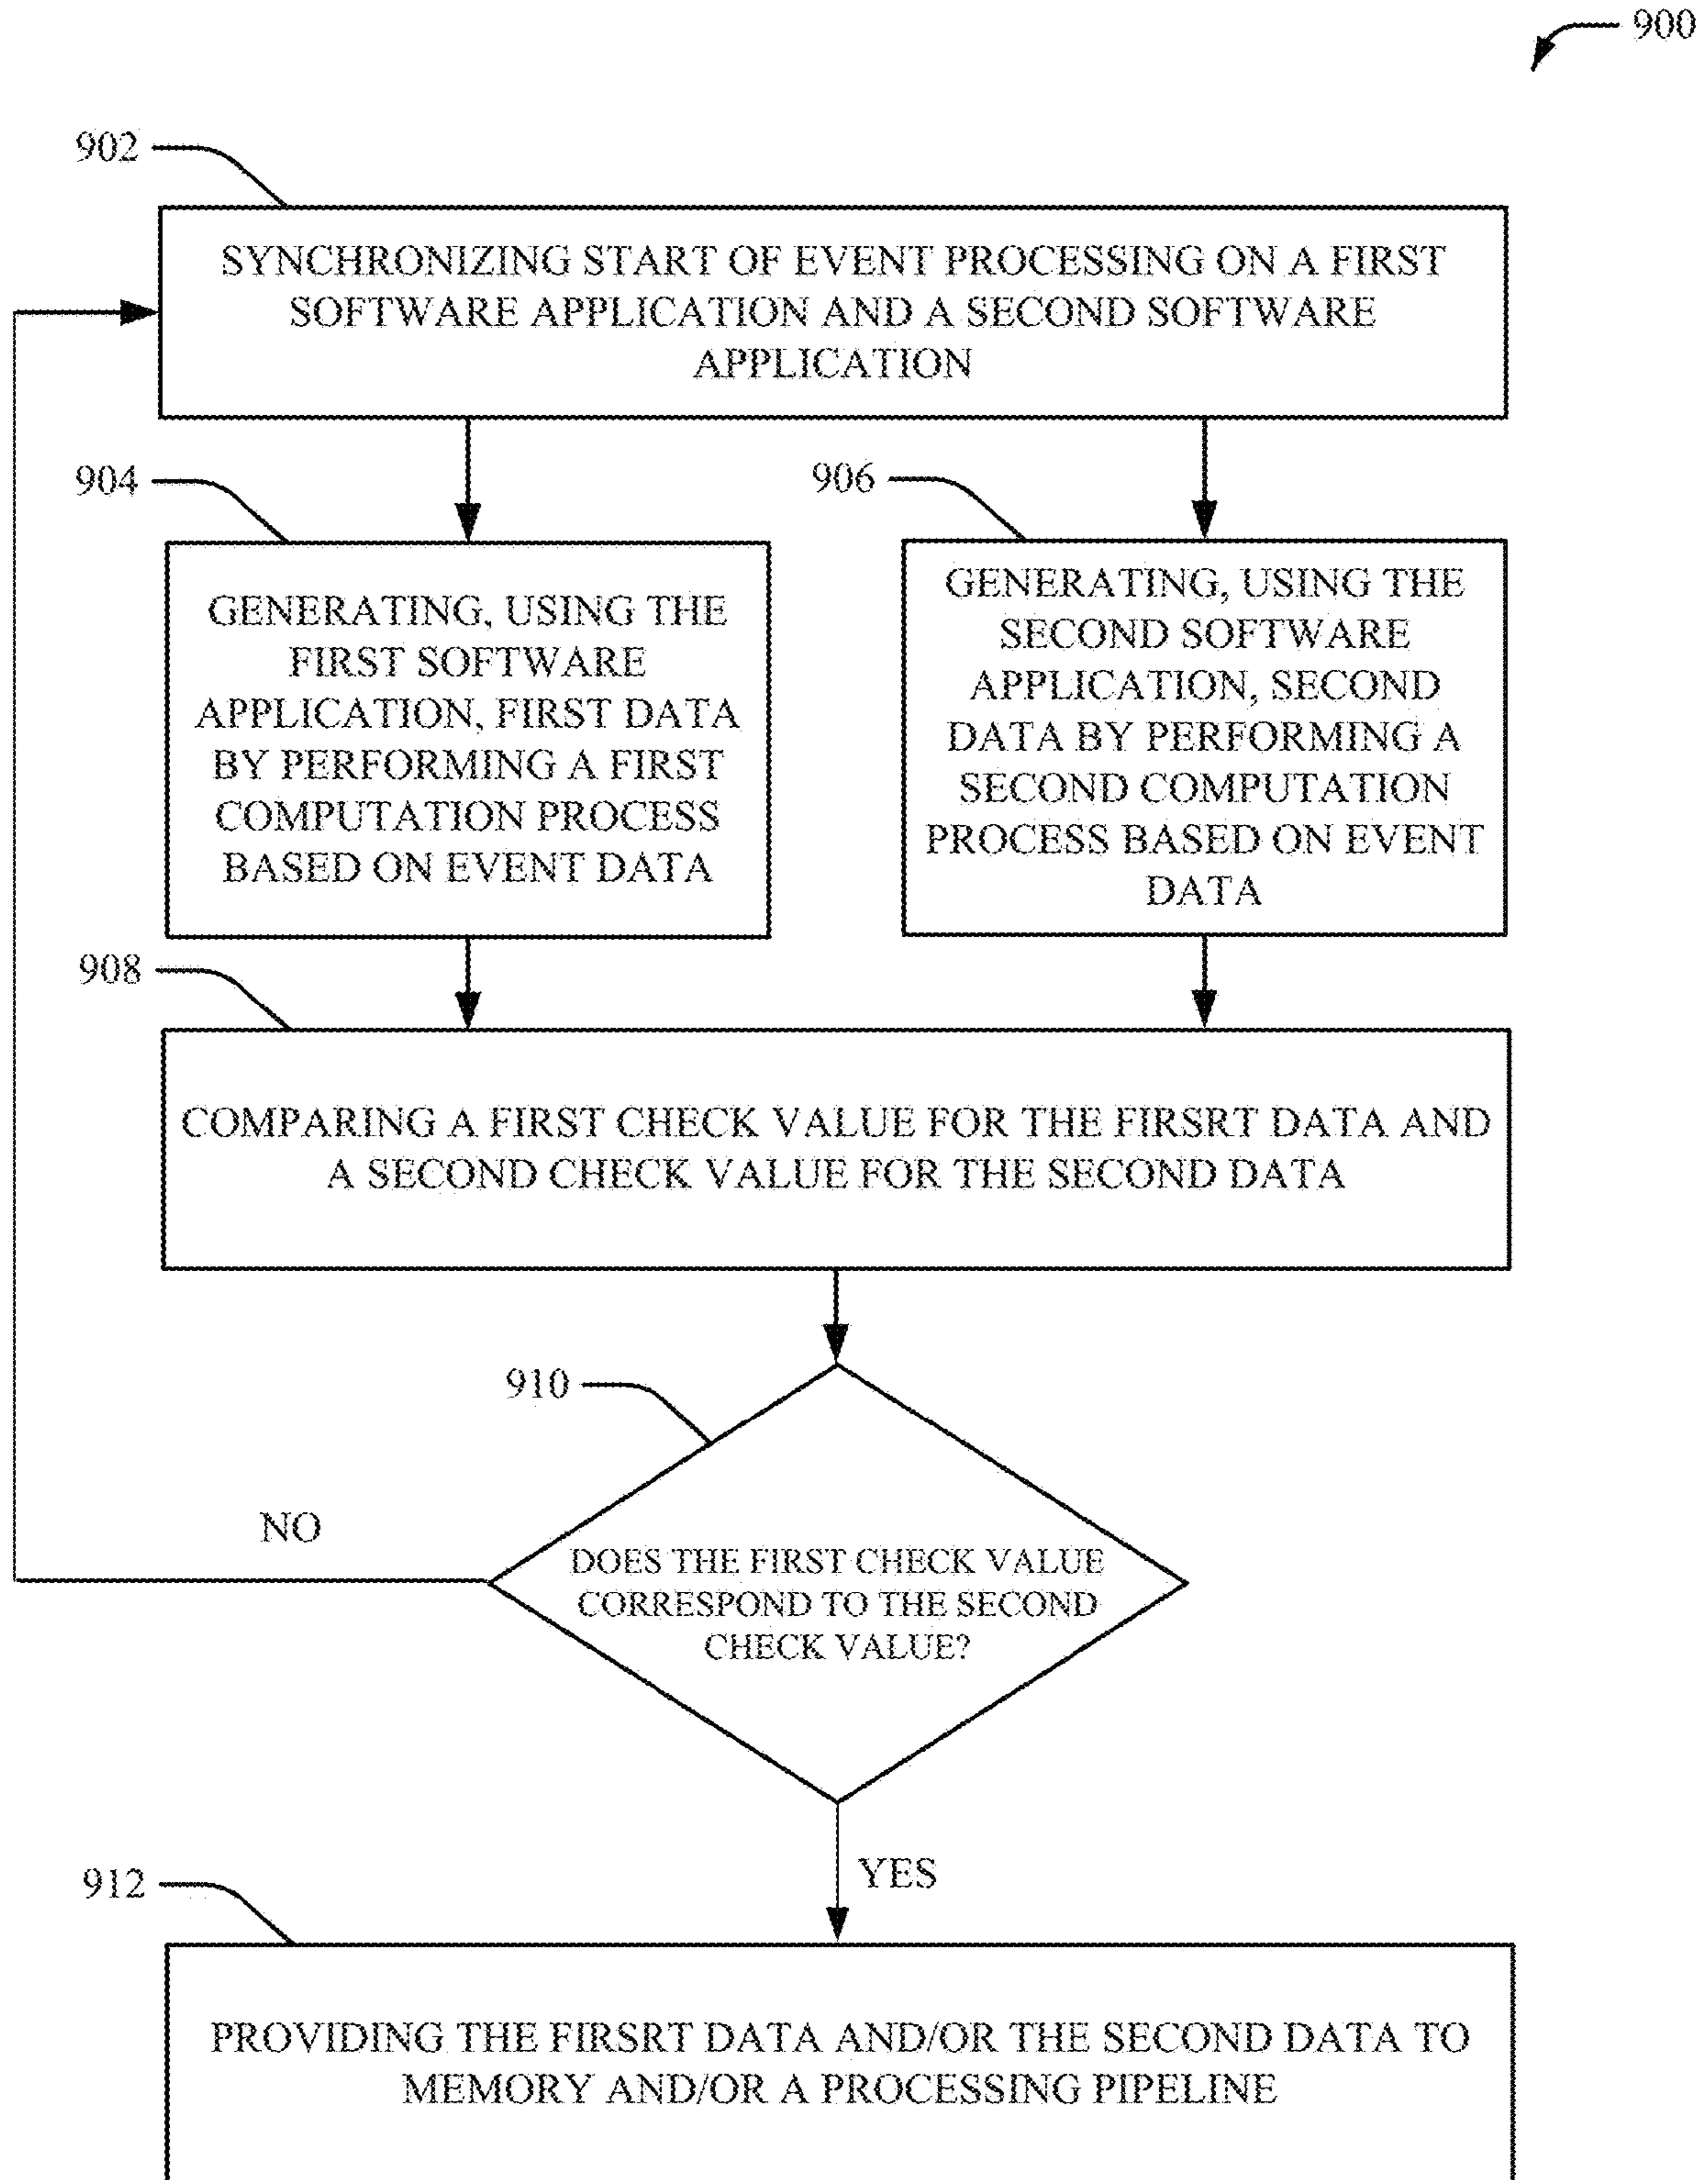 900
902
SYNCHRONIZING START OF EVENT PROCESSING ON A FIRST
SOFTWARE APPLICATION AND A SECOND SOFTWARE
APPLICATION
904
GENERATING, USING THE
FIRST SOFTWARE
APPLICATION, FIRST DATA
BY PERFORMING A FIRST
COMPUTATION PROCESS
BASED ON EVENT DATA
906
GENERATING, USING THE
SECOND SOFTWARE
APPLICATION, SECOND
DATA BY PERFORMING A
SECOND COMPUTATION
PROCESS BASED ON EVENT
DATA
908
COMPARING A FIRST CHECK VALUE FOR THE FIRSRT DATA AND
A SECOND CHECK VALUE FOR THE SECOND DATA
910
DOES THE FIRST CHECK VALUE
CORRESPOND TO THE SECOND
CHECK VALUE?
NO
YES
912
PROVIDING THE FIRSRT DATA AND/OR THE SECOND DATA TO
MEMORY AND/OR A PROCESSING PIPELINE